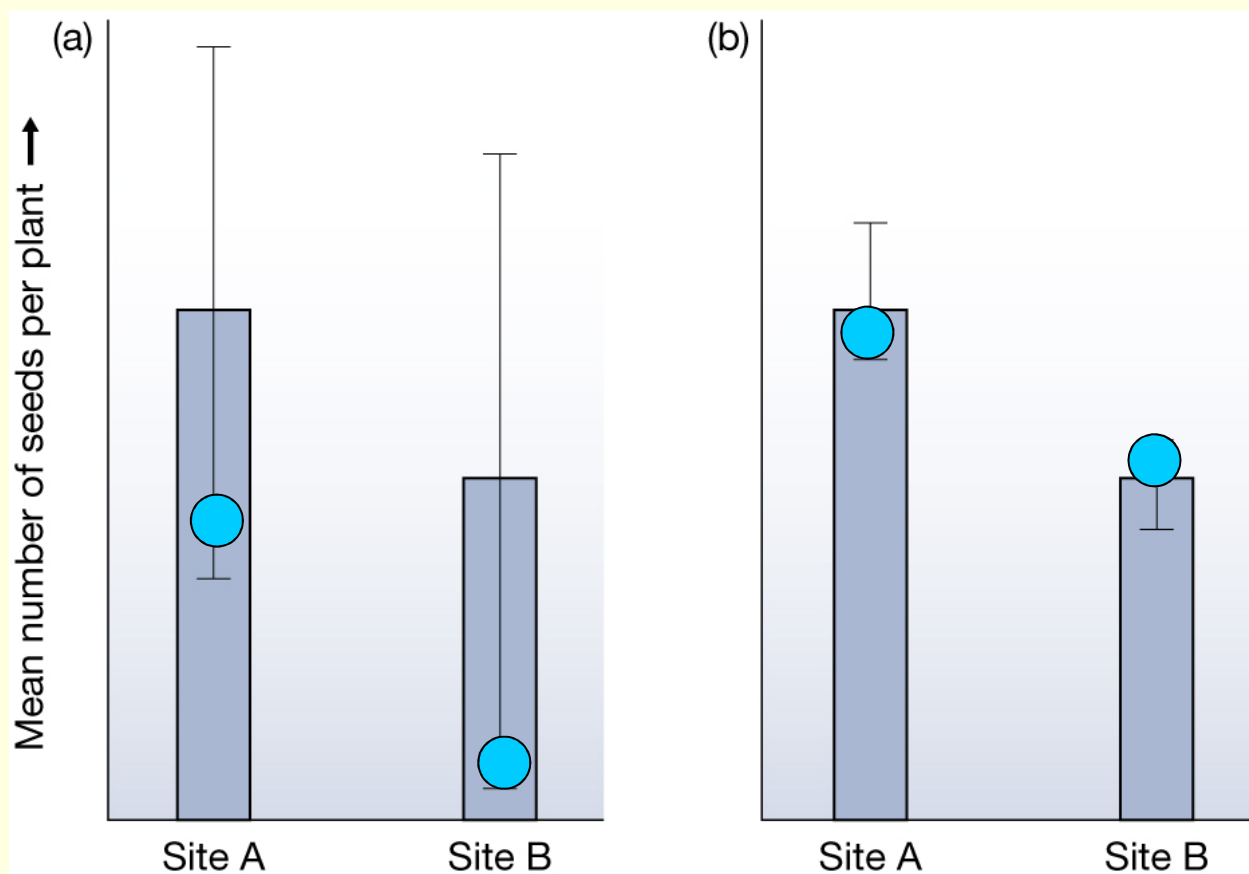 (a)
(b)
Mean number of seeds per plant →
Site A
Site B
Site A
Site B